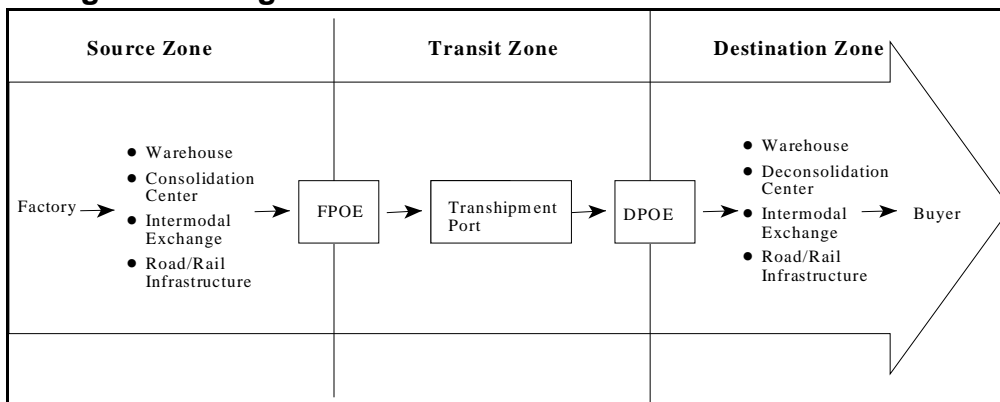 Source Zone
Transit Zone
Destination Zone
Factory
● Warehouse
● Consolidation
Center
● Intermodal
Exchange
● Road/Rail
Infrastructure
FPOE
Transhipment
Port
DPOE
● Warehouse
● Deconsolidation
Center
● Intermodal
Exchange
● Road/Rail
Infrastructure
Buyer